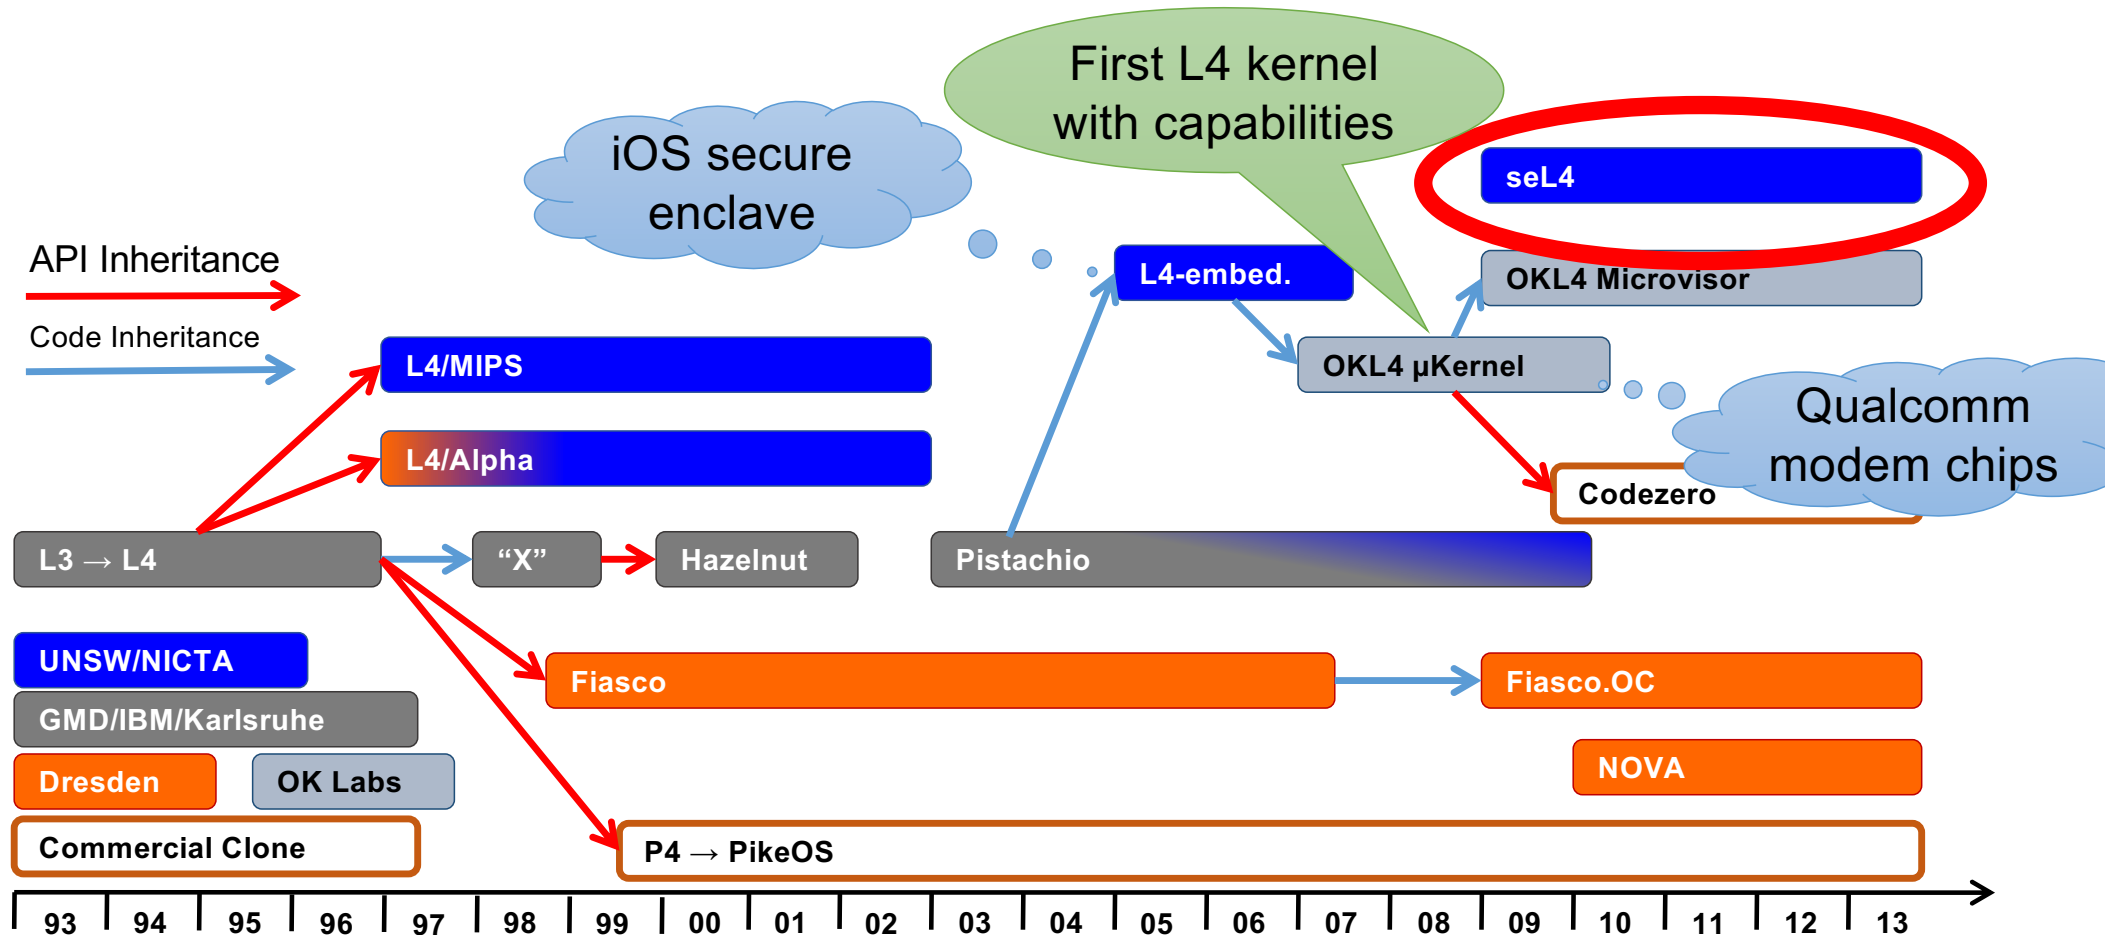 First L4 kernel
with capabilities
iOS secure
enclave
seL4
API Inheritance
L4-embed.
OKL4 Microvisor
Code Inheritance
L4/MIPS
OKL4 µKernel
Qualcomm
modem chips
L4/Alpha
Codezero
L3 → L4
“X”
Hazelnut
Pistachio
UNSW/NICTA
Fiasco
Fiasco.OC
GMD/IBM/Karlsruhe
Dresden
OK Labs
NOVA
Commercial Clone
P4 → PikeOS
93 94 95 96 97 98 99 00 01 02 03 04 05 06 07 08 09 10 11 12 13